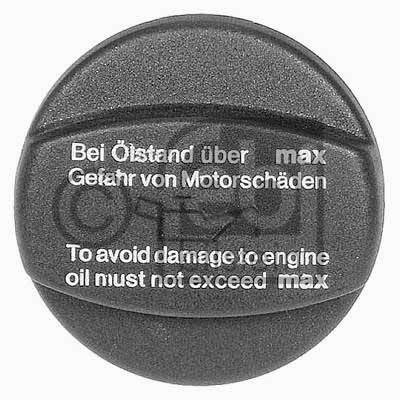 Bei Ölstand über max
Gefahr von Motorschäden
To avoid damage to engine
oil must not exceed max